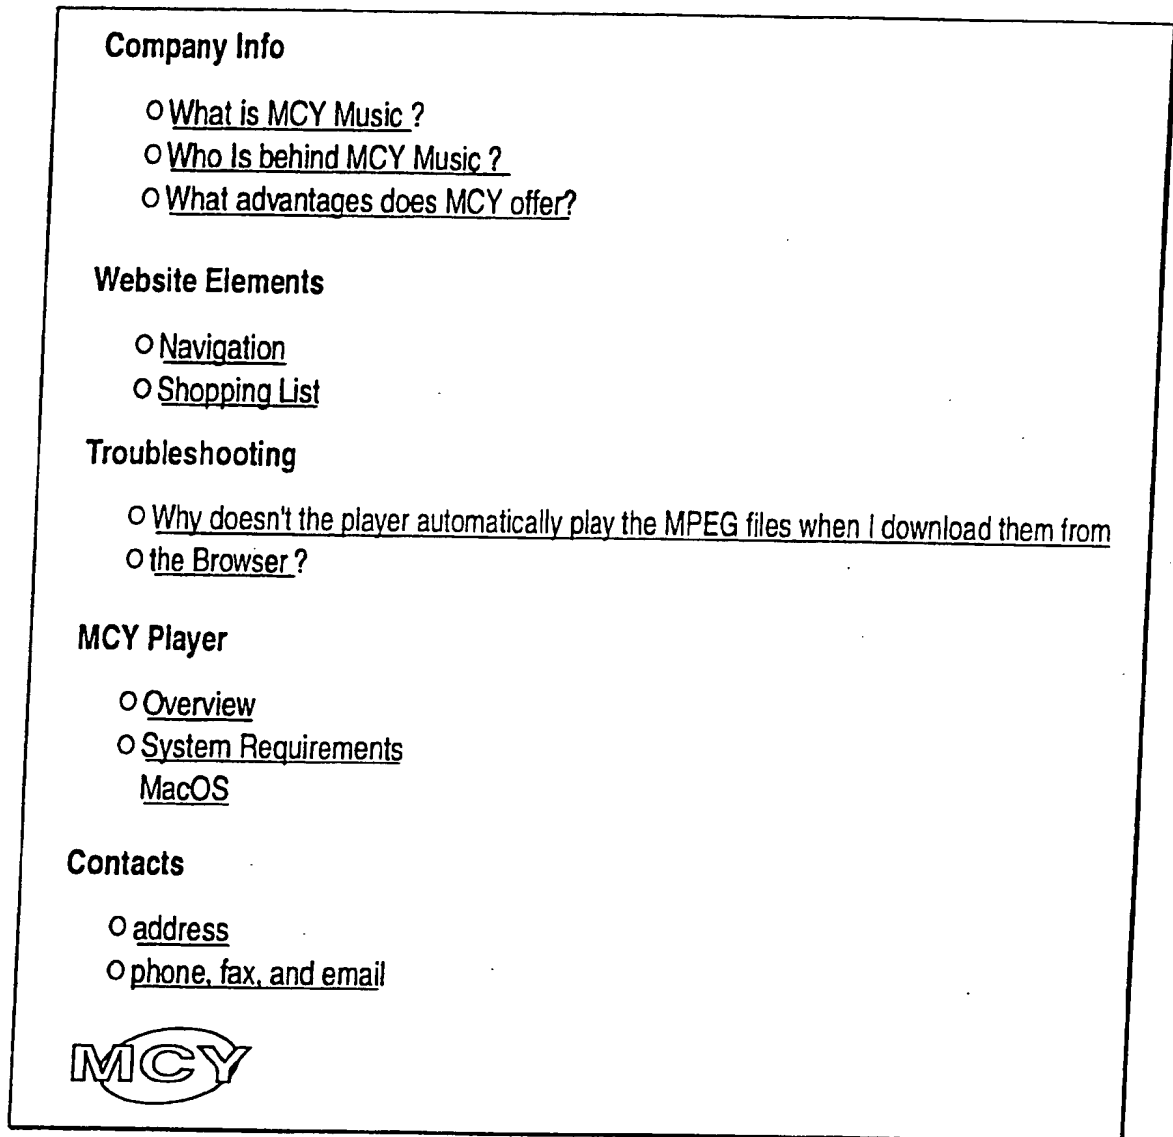 Company Info
O What is MCY Music ?
O Who Is behind MCY Music ?
O What advantages does MCY offer?
Website Elements
O Navigation
O Shopping List
Troubleshooting
O Why doesn't the player automatically play the MPEG files when I download them from
O the Browser ?
MCY Player
O Overview
O System Requirements
MacOS
Contacts
O address
O phone, fax, and email
MCY